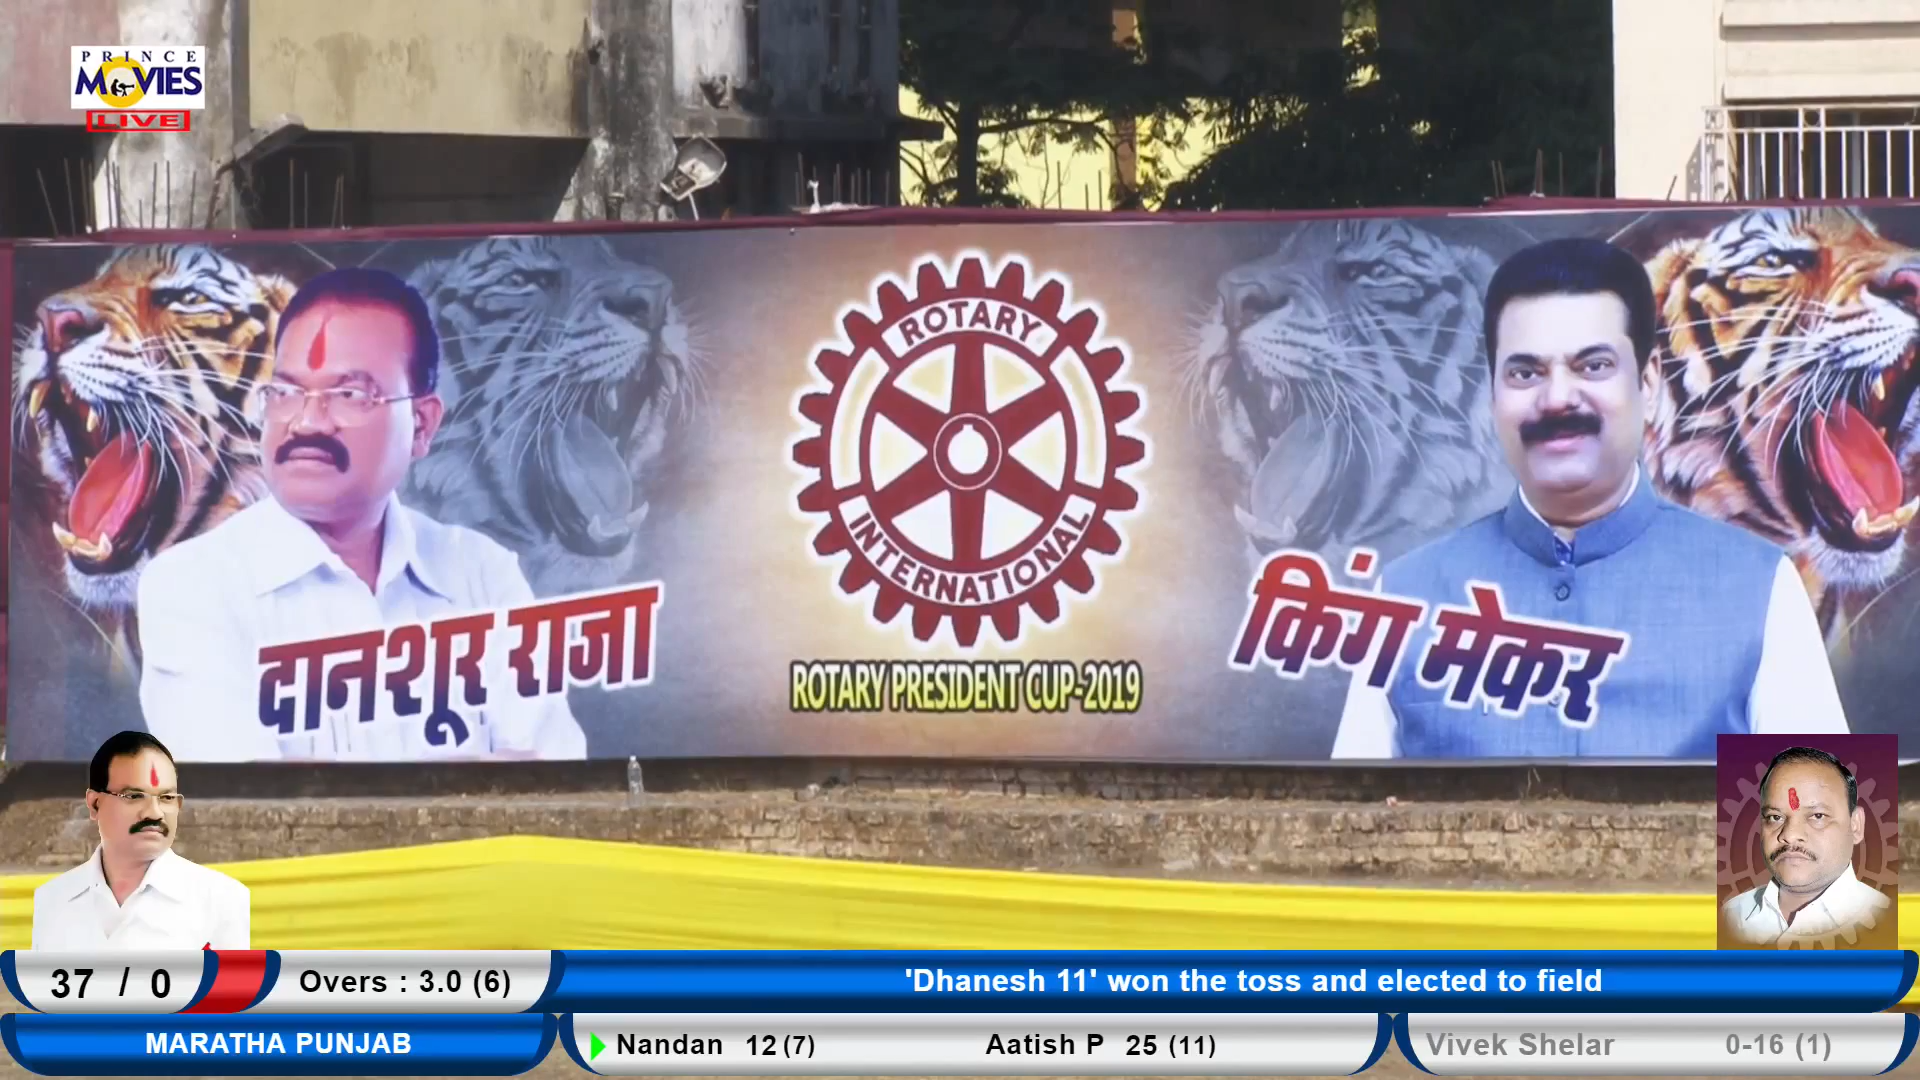 PRINCE
MOVIES
LIVE
ROTARY
INTERNATIONAL
दानशूर राजा
किंग मेकर
ROTARY PRESIDENT CUP-2019
37 / 0
Overs : 3.0 (6)
'Dhanesh 11' won the toss and elected to field
MARATHA PUNJAB
Nandan 12 (7)
Aatish P 25 (11)
Vivek Shelar 0-16 (1)